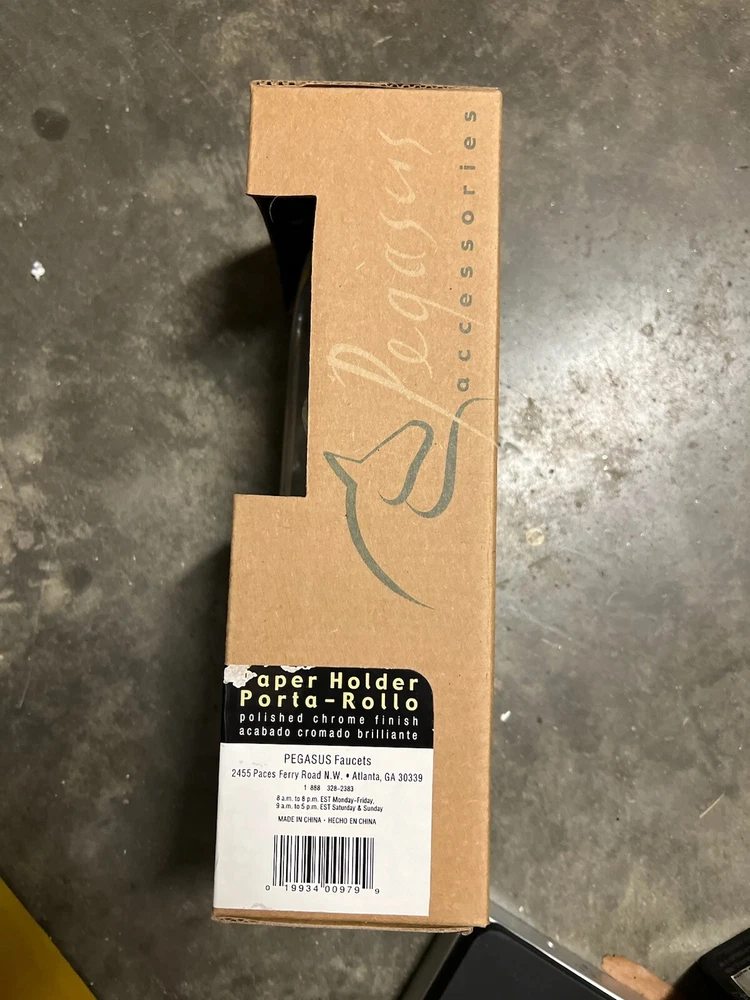 Pegasus
accessories
Paper Holder
Porta-Rollo
polished chrome finish
acabado cromado brilliante
PEGASUS Faucets
2455 Paces Ferry Road N.W. • Atlanta, GA 30339
1 888 328-2383
8 a.m. to 8 p.m. EST Monday-Friday,
9 a.m. to 5 p.m. EST Saturday & Sunday
MADE IN CHINA • HECHO EN CHINA
0 19934 00979 9